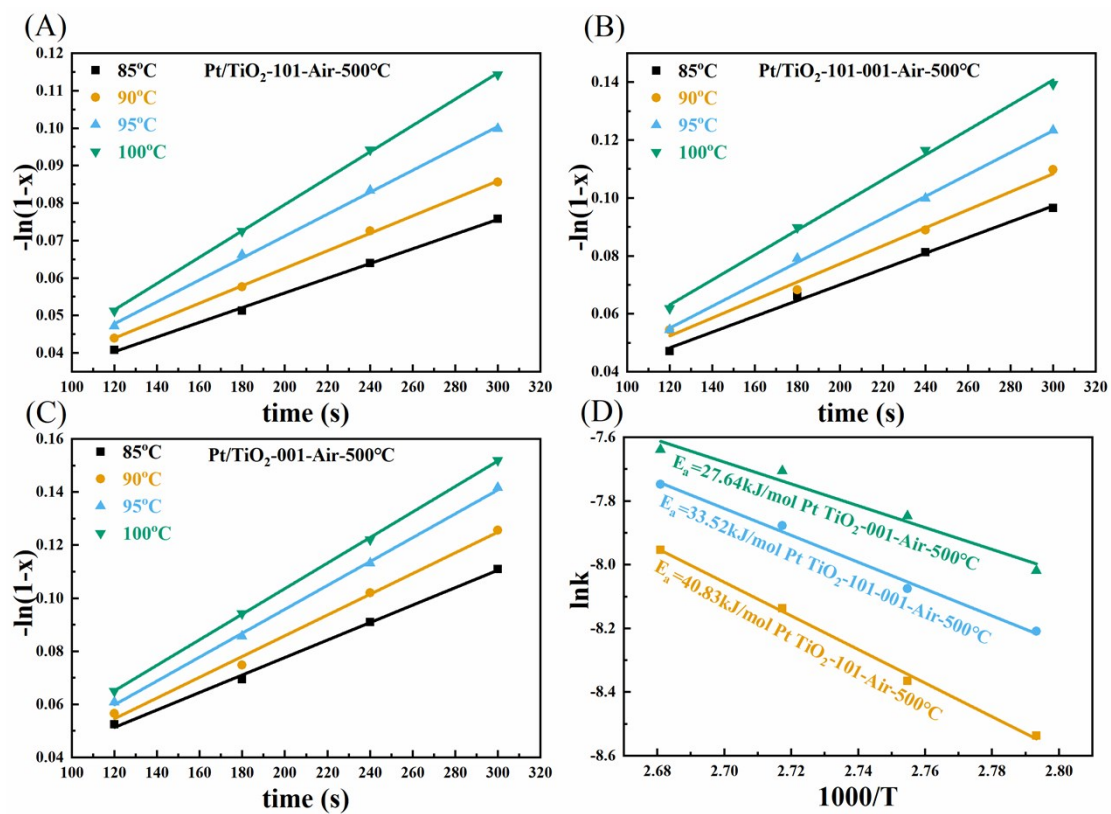 (A)
Pt/TiO₂-101-Air-500℃
85ºC
90ºC
95ºC
100ºC
-ln(1-x)
0.12
0.10
0.09
0.08
0.07
0.06
0.05
0.04
100 120 140 160 180 200 220 240 260 280 300 320
time (s)
(B)
Pt/TiO₂-101-001-Air-500℃
85ºC
90ºC
95ºC
100ºC
-ln(1-x)
0.14
0.12
0.10
0.08
0.06
0.04
100 120 140 160 180 200 220 240 260 280 300 320
time (s)
(C)
Pt/TiO₂-001-Air-500℃
85ºC
90ºC
95ºC
100ºC
-ln(1-x)
0.16
0.14
0.12
0.10
0.08
0.06
0.04
100 120 140 160 180 200 220 240 260 280 300 320
time (s)
(D)
Eₐ=27.64kJ/mol Pt TiO₂-001-Air-500℃
Eₐ=33.52kJ/mol Pt TiO₂-101-001-Air-500℃
Eₐ=40.83kJ/mol Pt TiO₂-101-Air-500℃
lnk
-7.6
-7.8
-8.0
-8.2
-8.4
-8.6
2.68 2.70 2.72 2.74 2.76 2.78 2.80
1000/T